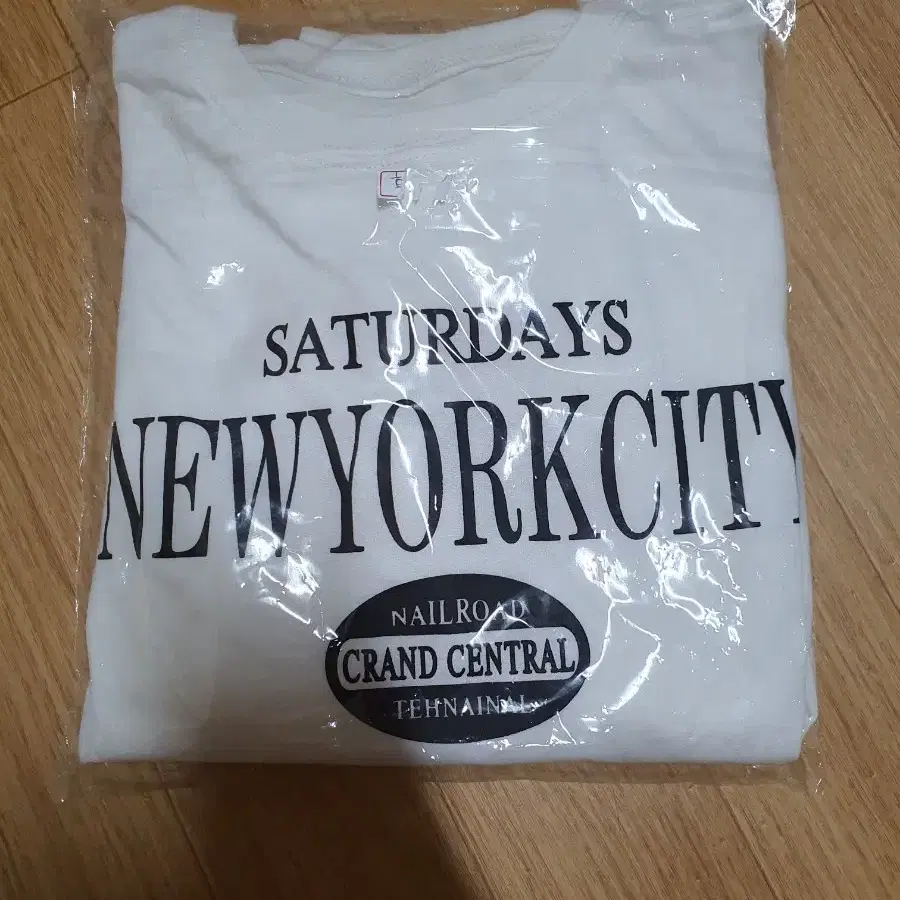 SATURDAYS
NEWYORKCITY
NAILROAD
CRAND CENTRAL
TEHNAINAL